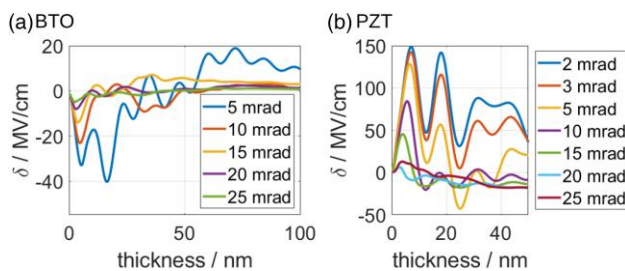 (a) BTO
20
0
-20
-40
δ / MV/cm
0
50
100
thickness / nm
5 mrad
10 mrad
15 mrad
20 mrad
25 mrad
(b) PZT
150
100
50
0
-50
δ / MV/cm
0
20
40
thickness / nm
2 mrad
3 mrad
5 mrad
10 mrad
15 mrad
20 mrad
25 mrad